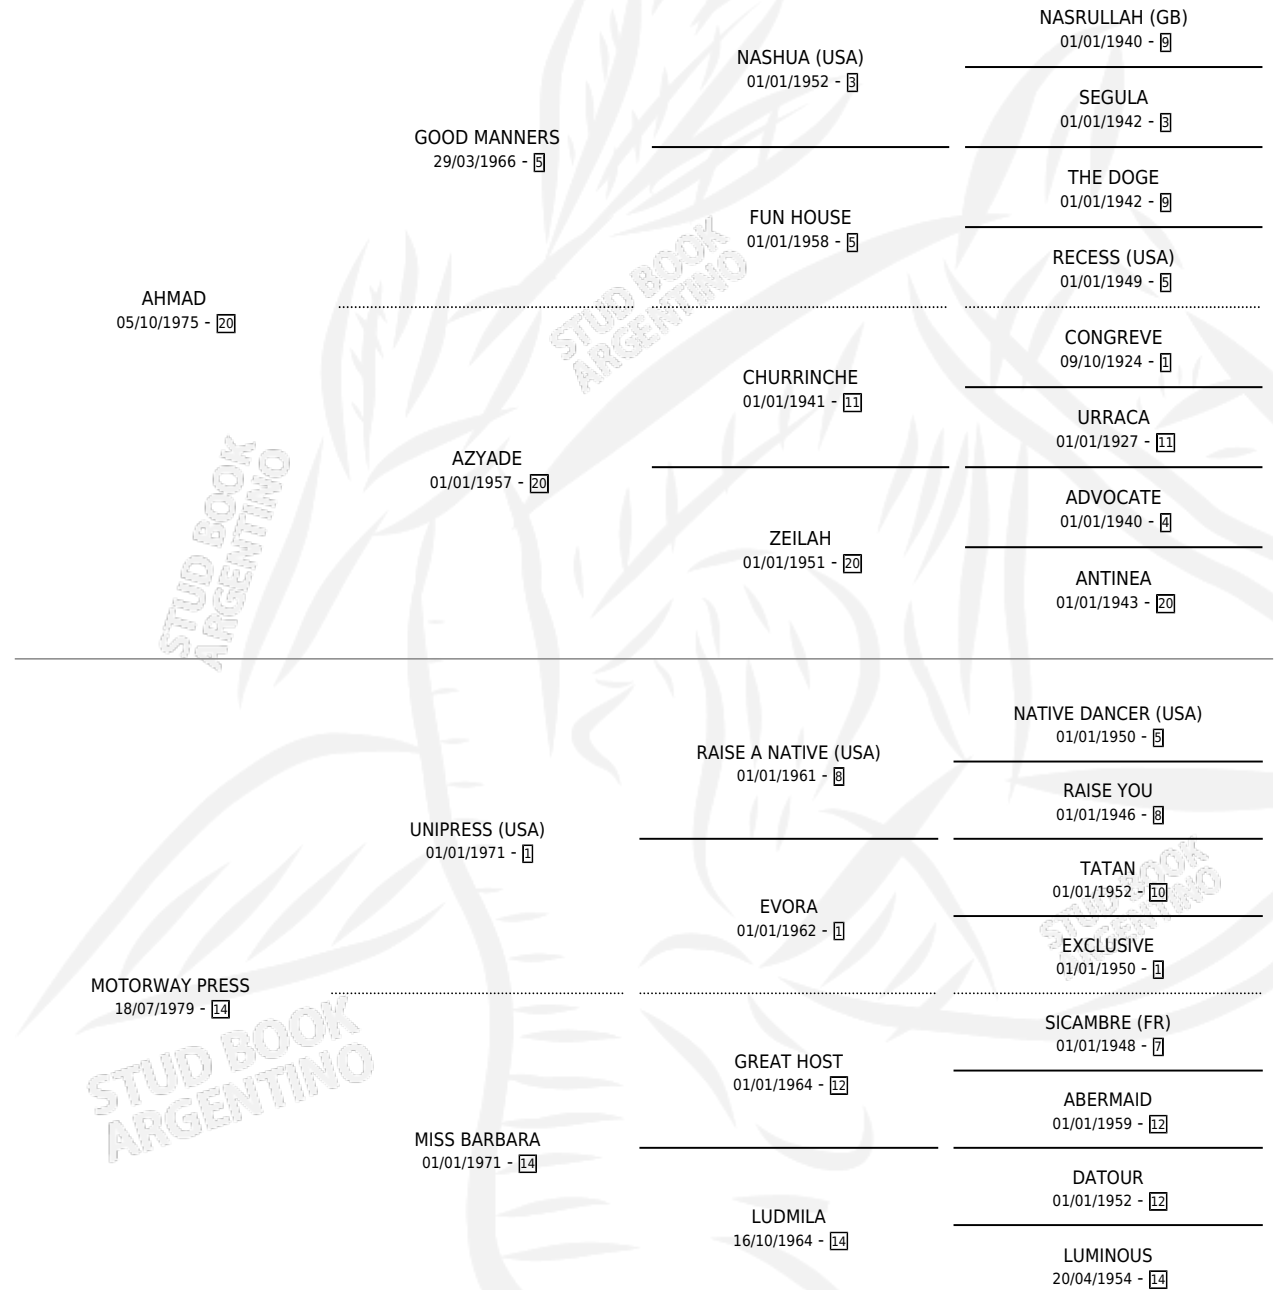 NASRULLAH (GB)
01/01/1940 - 9
NASHUA (USA)
01/01/1952 - 3
SEGULA
01/01/1942 - 3
GOOD MANNERS
29/03/1966 - 5
THE DOGE
01/01/1942 - 9
FUN HOUSE
01/01/1958 - 5
RECESS (USA)
01/01/1949 - 5
AHMAD
05/10/1975 - 20
CONGREVE
09/10/1924 - 1
CHURRINCHE
01/01/1941 - 11
URRACA
01/01/1927 - 11
AZYADE
01/01/1957 - 20
ADVOCATE
01/01/1940 - 4
ZEILAH
01/01/1951 - 20
ANTINEA
01/01/1943 - 20
STUD BOOK
ARGENTINO
STUD BOOK
ARGENTINO
NATIVE DANCER (USA)
01/01/1950 - 5
RAISE A NATIVE (USA)
01/01/1961 - 8
RAISE YOU
01/01/1946 - 8
UNIPRESS (USA)
01/01/1971 - 1
TATAN
01/01/1952 - 10
EVORA
01/01/1962 - 1
EXCLUSIVE
01/01/1950 - 1
STUD BOOK
ARGENTINO
MOTORWAY PRESS
18/07/1979 - 14
SICAMBRE (FR)
01/01/1948 - 7
GREAT HOST
01/01/1964 - 12
ABERMAID
01/01/1959 - 12
STUD BOOK
ARGENTINO
MISS BARBARA
01/01/1971 - 14
DATOUR
01/01/1952 - 12
LUDMILA
16/10/1964 - 14
LUMINOUS
20/04/1954 - 14